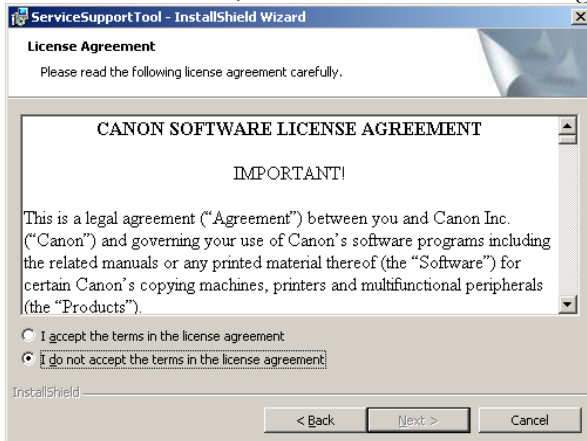 ServiceSupportTool - InstallShield Wizard
License Agreement
Please read the following license agreement carefully.
CANON SOFTWARE LICENSE AGREEMENT
IMPORTANT!
This is a legal agreement (“Agreement”) between you and Canon Inc.
(“Canon”) and governing your use of Canon’s software programs including
the related manuals or any printed material thereof (the “Software”) for
certain Canon’s copying machines, printers and multifunctional peripherals
(the “Products”).
I accept the terms in the license agreement
I do not accept the terms in the license agreement
InstallShield
< Back Next > Cancel